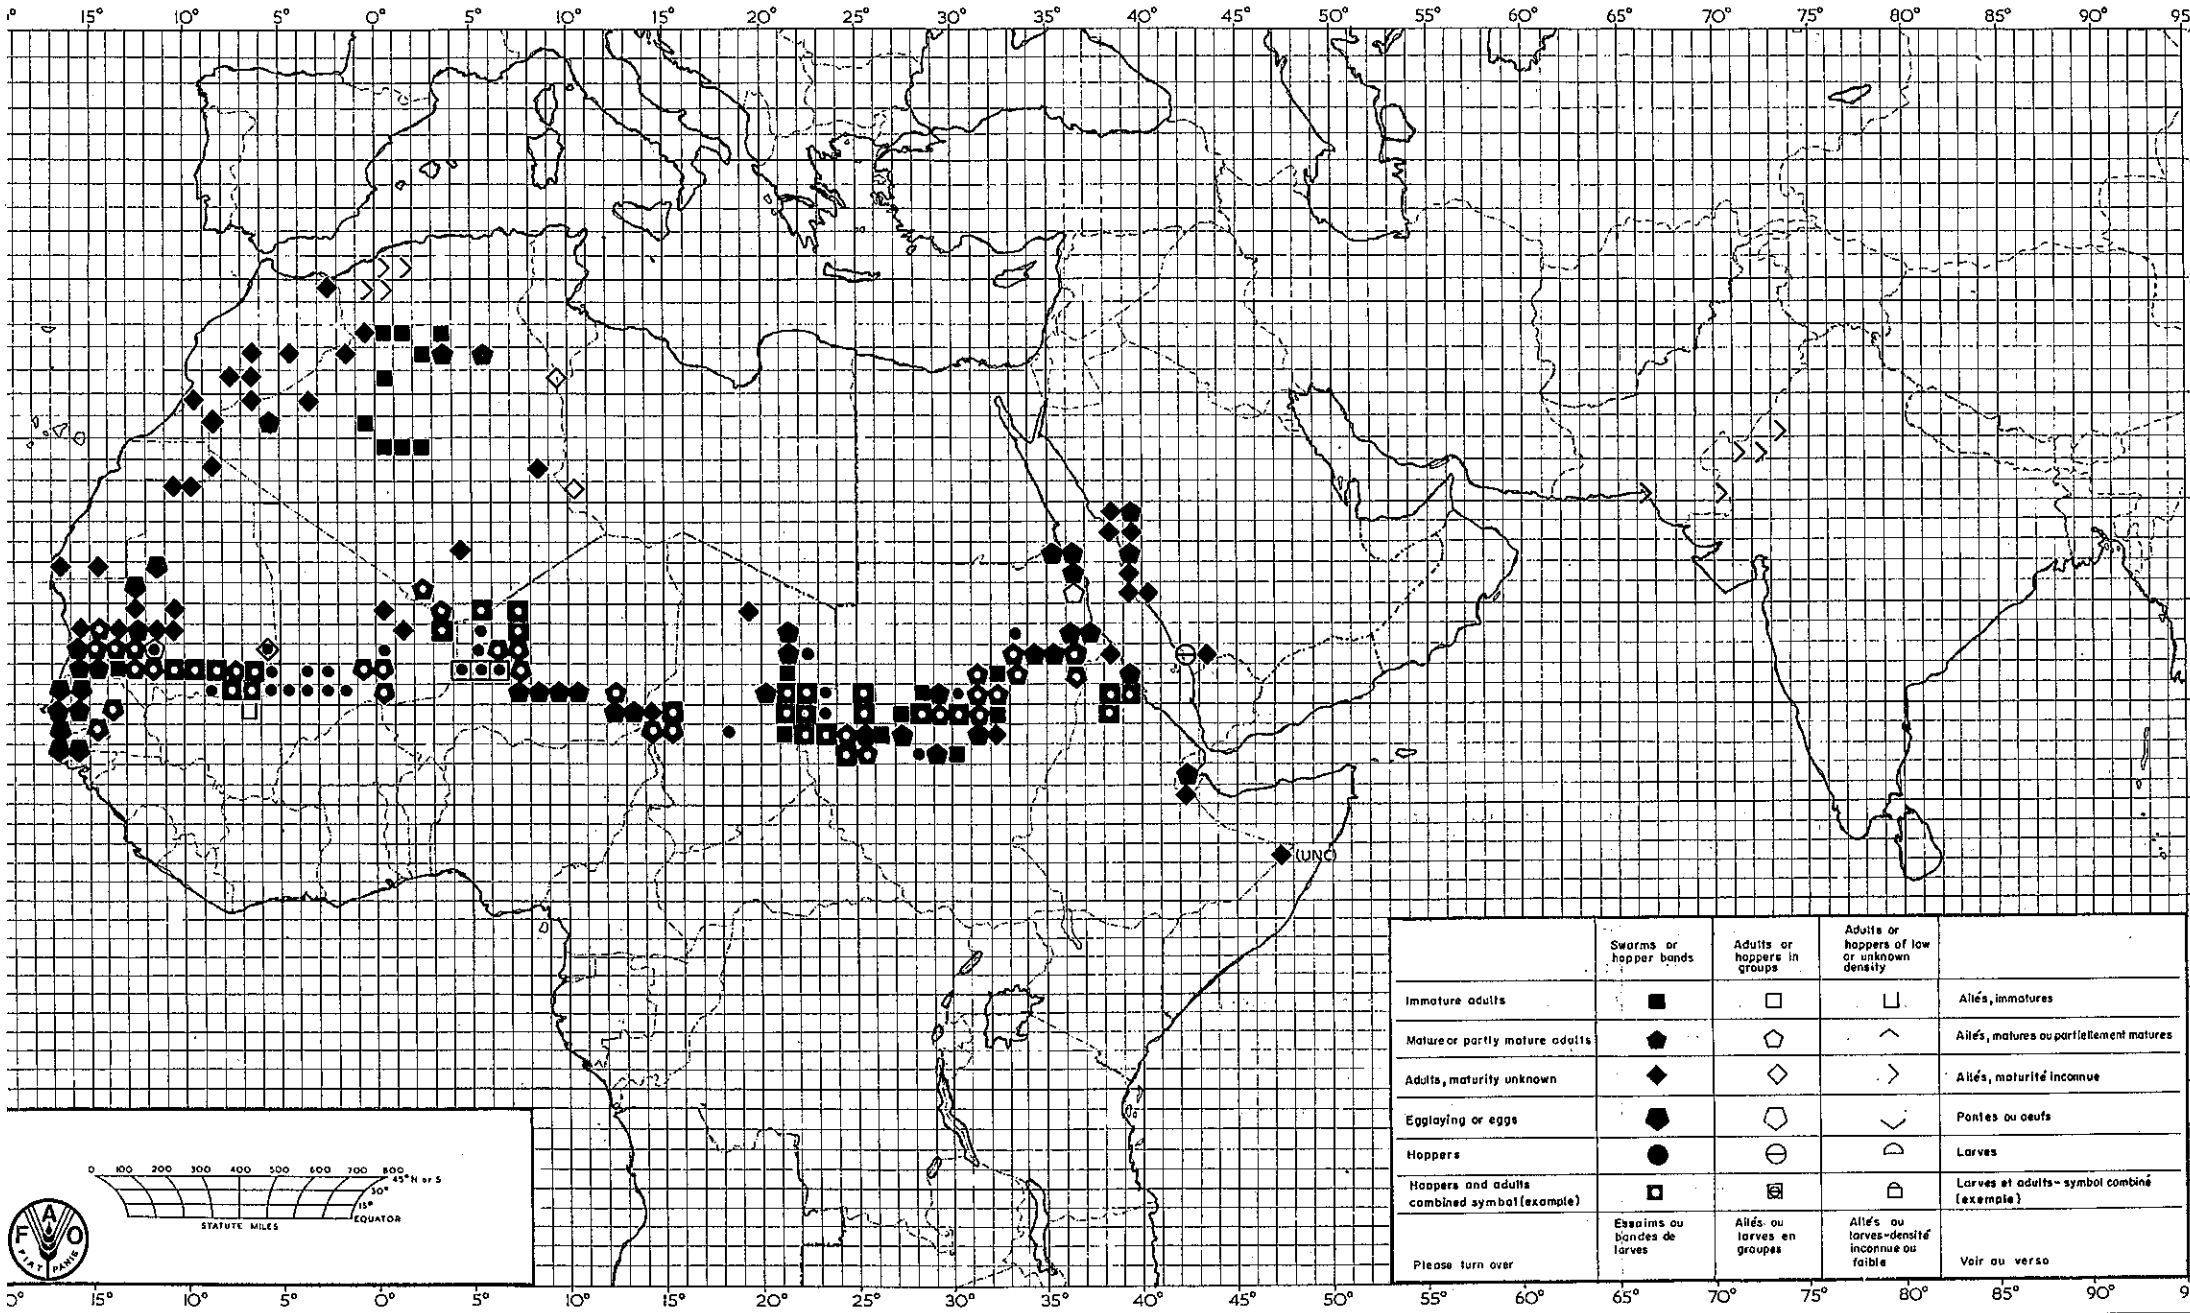 ° 15° 10° 5° 0° 5° 10° 15° 20° 25° 30° 35° 40° 45° 50° 55° 60° 65° 70° 75° 80° 85° 90° 95
(UNC)
Swarms or hopper bands
Adults or hoppers in groups
Adults or hoppers of low or unknown density
Immature adults
Ailés, immatures
Mature or partly mature adults
Ailés, matures ou partiellement matures
Adults, maturity unknown
Ailés, maturité inconnue
Egglaying or eggs
Pontes ou oeufs
Hoppers
Larves
Hoppers and adults combined symbol (example)
Larves et adults - symbol combiné (exemple)
Essaims ou bandes de larves
Ailés ou larves en groupes
Ailés ou larves-densité inconnue ou faible
Please turn over
Voir au verso
0 100 200 300 400 500 600 700 800
45° N or S
30°
15°
EQUATOR
STATUTE MILES
FAO
FIAT PANIS
° 15° 10° 5° 0° 5° 10° 15° 20° 25° 30° 35° 40° 45° 50° 55° 60° 65° 70° 75° 80° 85° 90° 9